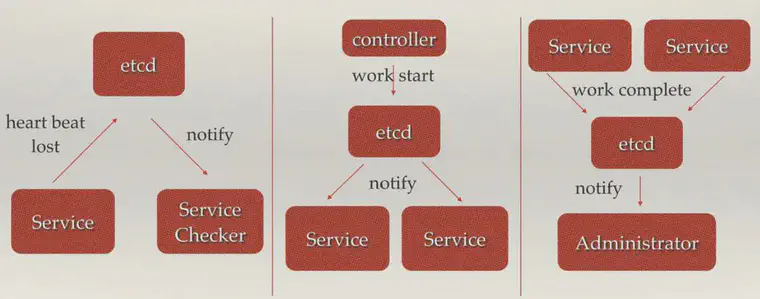 etcd
heart beat
lost
notify
Service
Service
Checker
controller
work start
etcd
notify
Service
Service
Service
Service
work complete
etcd
notify
Administrator